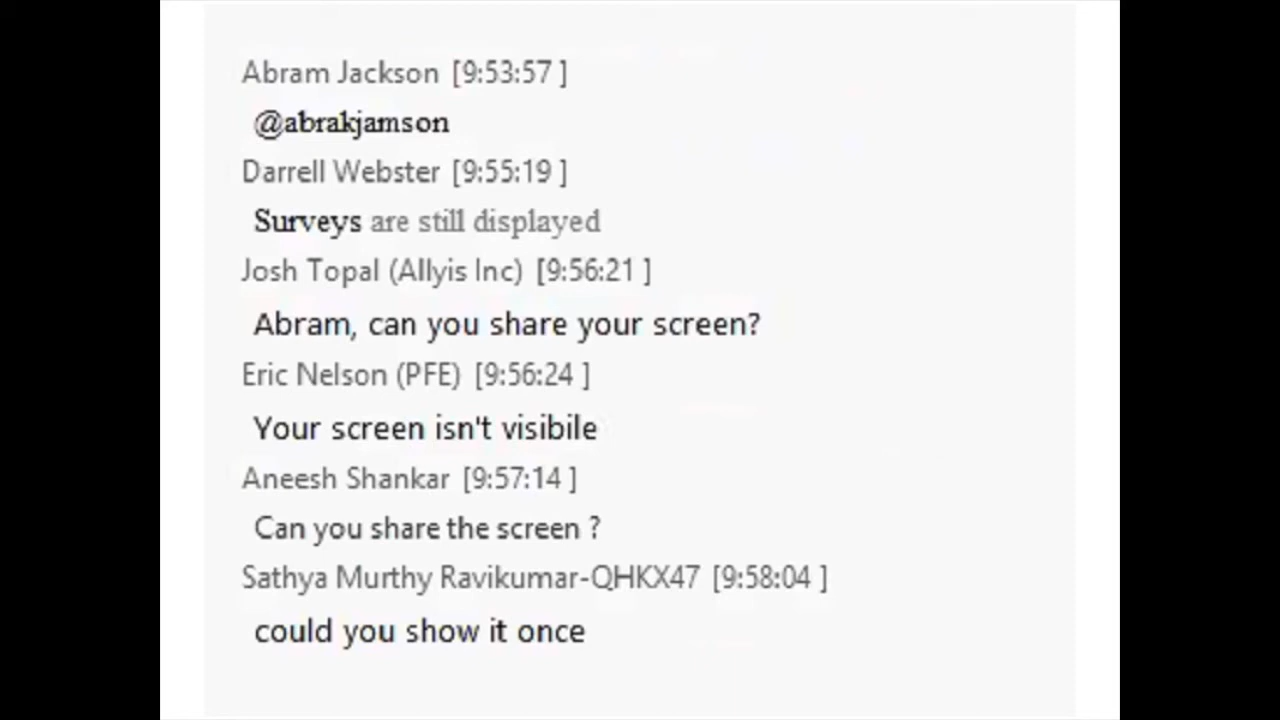 Abram Jackson [9:53:57 ]
@abrakjamson
Darrell Webster [9:55:19 ]
Surveys are still displayed
Josh Topal (Allyis Inc) [9:56:21 ]
Abram, can you share your screen?
Eric Nelson (PFE) [9:56:24 ]
Your screen isn't visibile
Aneesh Shankar [9:57:14 ]
Can you share the screen ?
Sathya Murthy Ravikumar-QHKX47 [9:58:04 ]
could you show it once